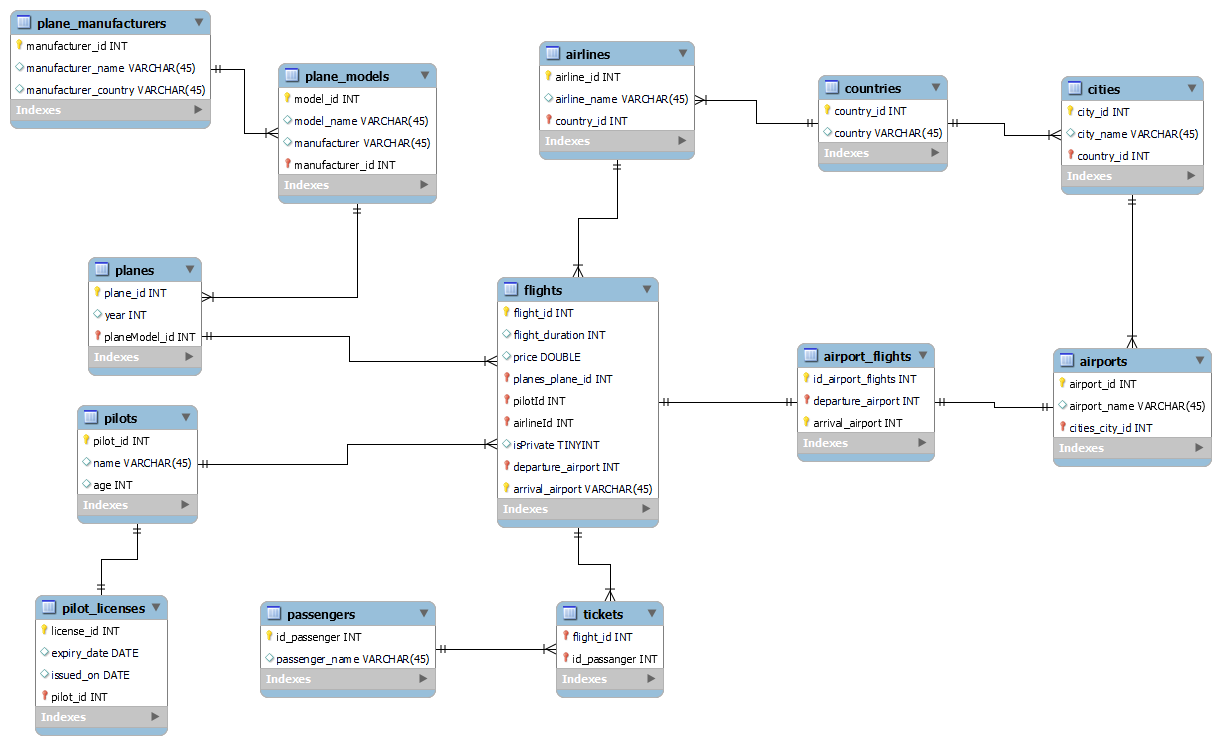 plane_manufacturers
manufacturer_id INT
manufacturer_name VARCHAR(45)
manufacturer_country VARCHAR(45)
Indexes
plane_models
model_id INT
model_name VARCHAR(45)
manufacturer VARCHAR(45)
manufacturer_id INT
Indexes
airlines
airline_id INT
airline_name VARCHAR(45)
country_id INT
Indexes
countries
country_id INT
country VARCHAR(45)
Indexes
cities
city_id INT
city_name VARCHAR(45)
country_id INT
Indexes
planes
plane_id INT
year INT
planeModel_id INT
Indexes
flights
flight_id INT
flight_duration INT
price DOUBLE
planes_plane_id INT
pilotId INT
airlineId INT
isPrivate TINYINT
departure_airport INT
arrival_airport VARCHAR(45)
Indexes
airport_flights
id_airport_flights INT
departure_airport INT
arrival_airport INT
Indexes
airports
airport_id INT
airport_name VARCHAR(45)
cities_city_id INT
Indexes
pilots
pilot_id INT
name VARCHAR(45)
age INT
Indexes
pilot_licenses
license_id INT
expiry_date DATE
issued_on DATE
pilot_id INT
Indexes
passengers
id_passenger INT
passenger_name VARCHAR(45)
Indexes
tickets
flight_id INT
id_passanger INT
Indexes